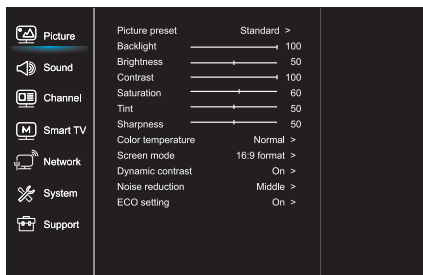 Picture
Sound
Channel
M Smart TV
Network
System
Support
Picture preset Standard >
Backlight 100
Brightness 50
Contrast 100
Saturation 60
Tint 50
Sharpness 50
Color temperature Normal >
Screen mode 16:9 format >
Dynamic contrast On >
Noise reduction Middle >
ECO setting On >